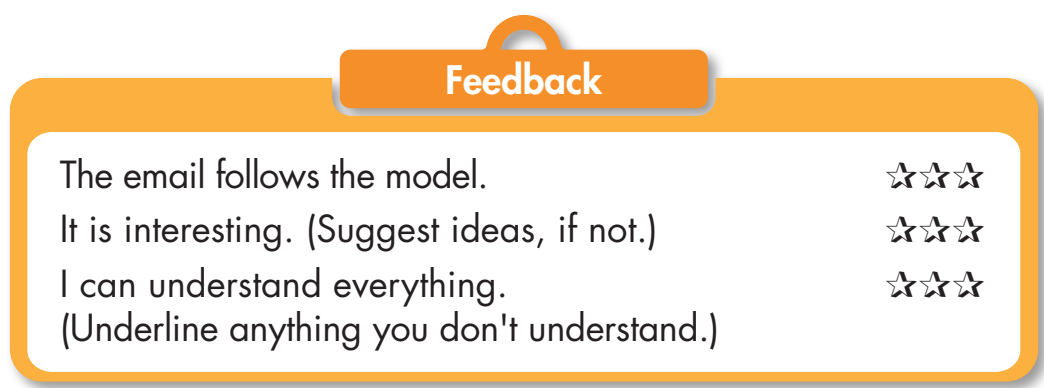 Feedback
The email follows the model. ☆☆☆
It is interesting. (Suggest ideas, if not.) ☆☆☆
I can understand everything. ☆☆☆
(Underline anything you don't understand.)